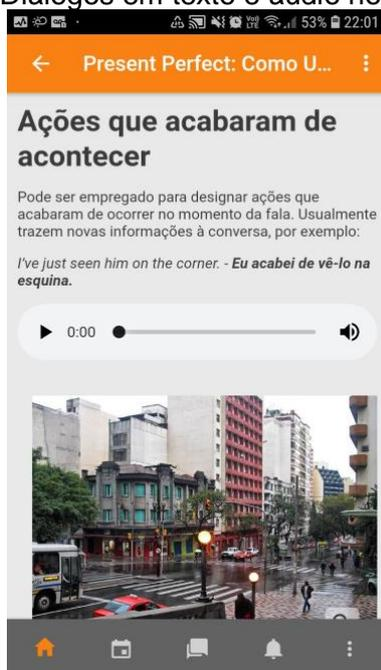 Diálogos em texto e áudio no
53% 22:01
Present Perfect: Como U...
Ações que acabaram de
acontecer
Pode ser empregado para designar ações que
acabaram de ocorrer no momento da fala. Usualmente
trazem novas informações à conversa, por exemplo:
I've just seen him on the corner. - Eu acabei de vê-lo na
esquina.
0:00